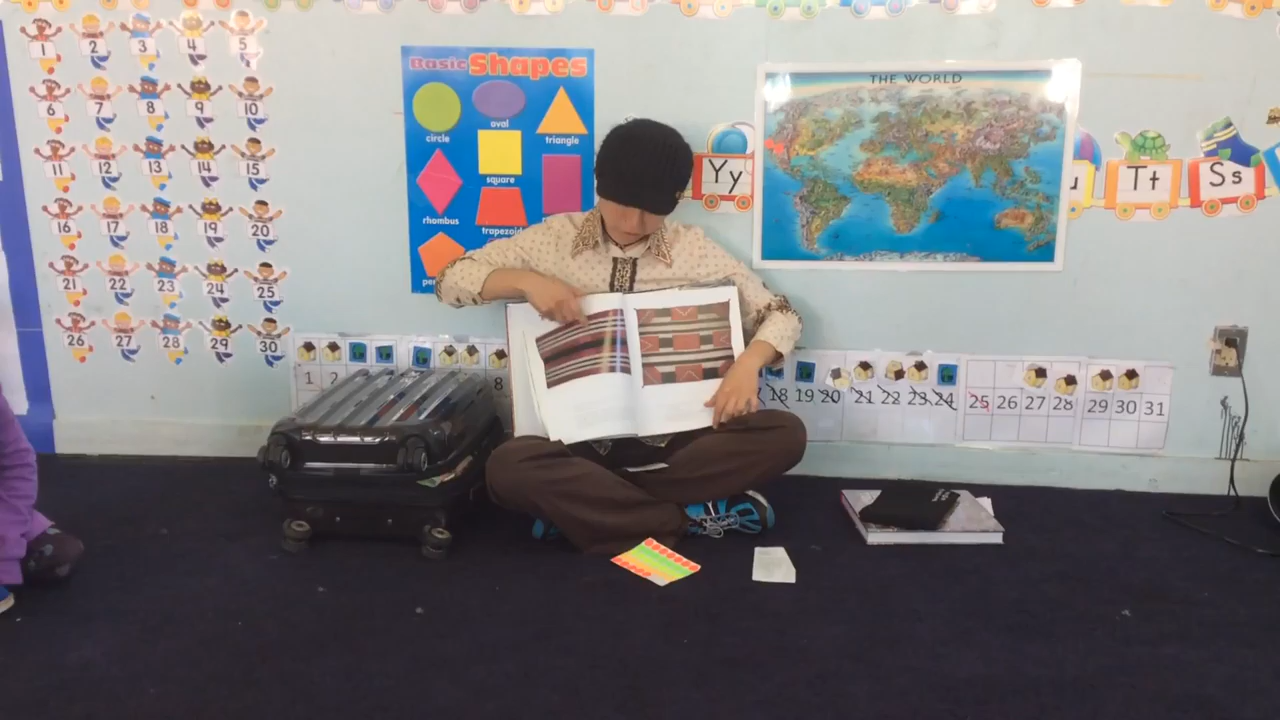 1 2 3 4 5
6 7 8 9 10
11 12 13 14 15
16 17 18 19 20
21 22 23 24 25
26 27 28 29 30
Basic Shapes
circle
oval
triangle
square
rhombus
trapezoid
Yy
THE WORLD
u
Tt
Ss
1 2
8
18 19 20 21 22 23 24 25 26 27 28 29 30 31